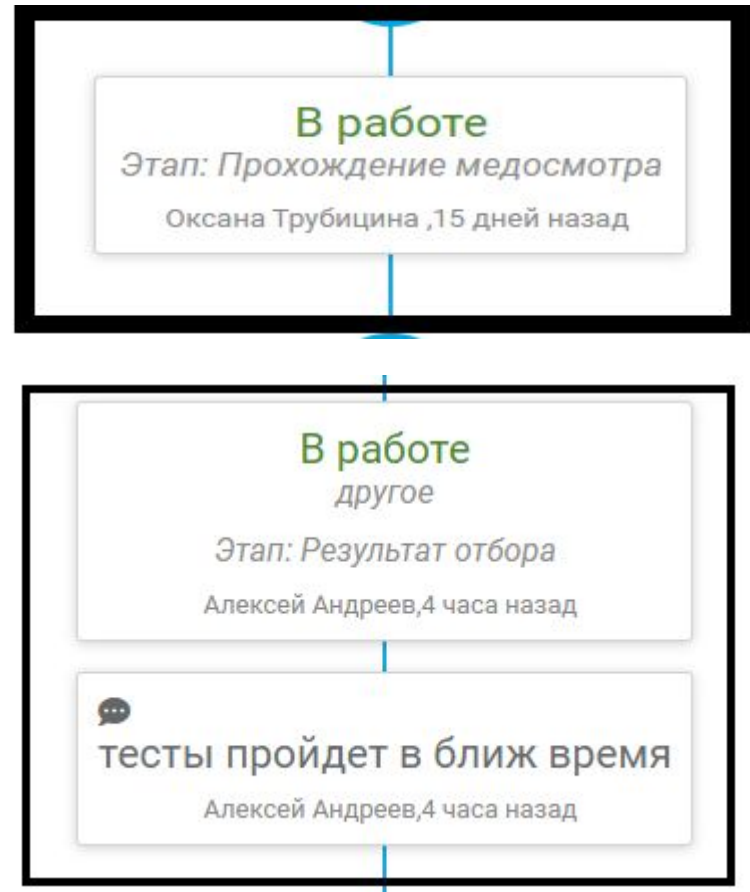 В работе
Этап: Прохождение медосмотра
Оксана Трубицина ,15 дней назад
В работе
другое
Этап: Результат отбора
Алексей Андреев,4 часа назад
тесты пройдет в ближ время
Алексей Андреев,4 часа назад